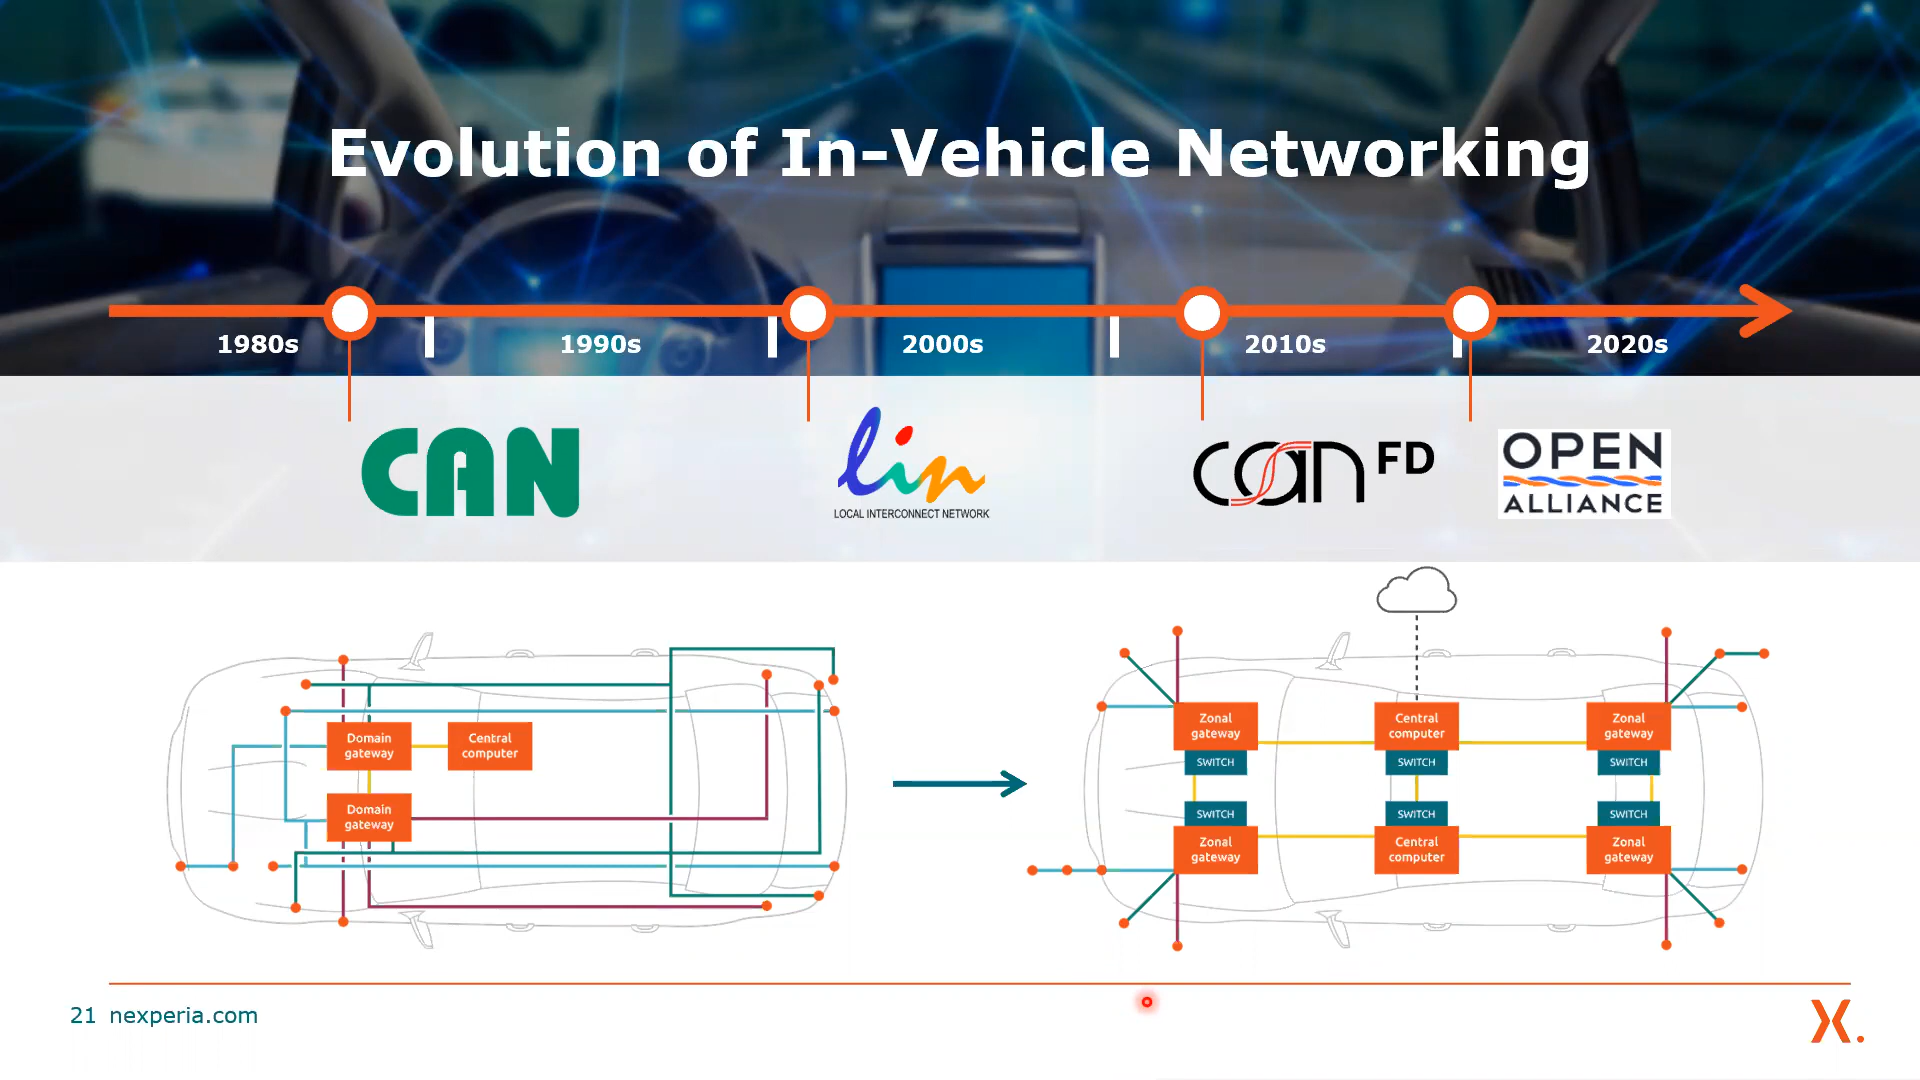 Evolution of In-Vehicle Networking
1980s
1990s
2000s
2010s
2020s
CAN
lin
LOCAL INTERCONNECT NETWORK
can FD
OPEN
ALLIANCE
Domain
gateway
Central
computer
Domain
gateway
Zonal
gateway
SWITCH
Central
computer
SWITCH
Zonal
gateway
SWITCH
SWITCH
Zonal
gateway
SWITCH
Central
computer
SWITCH
Zonal
gateway
21 nexperia.com